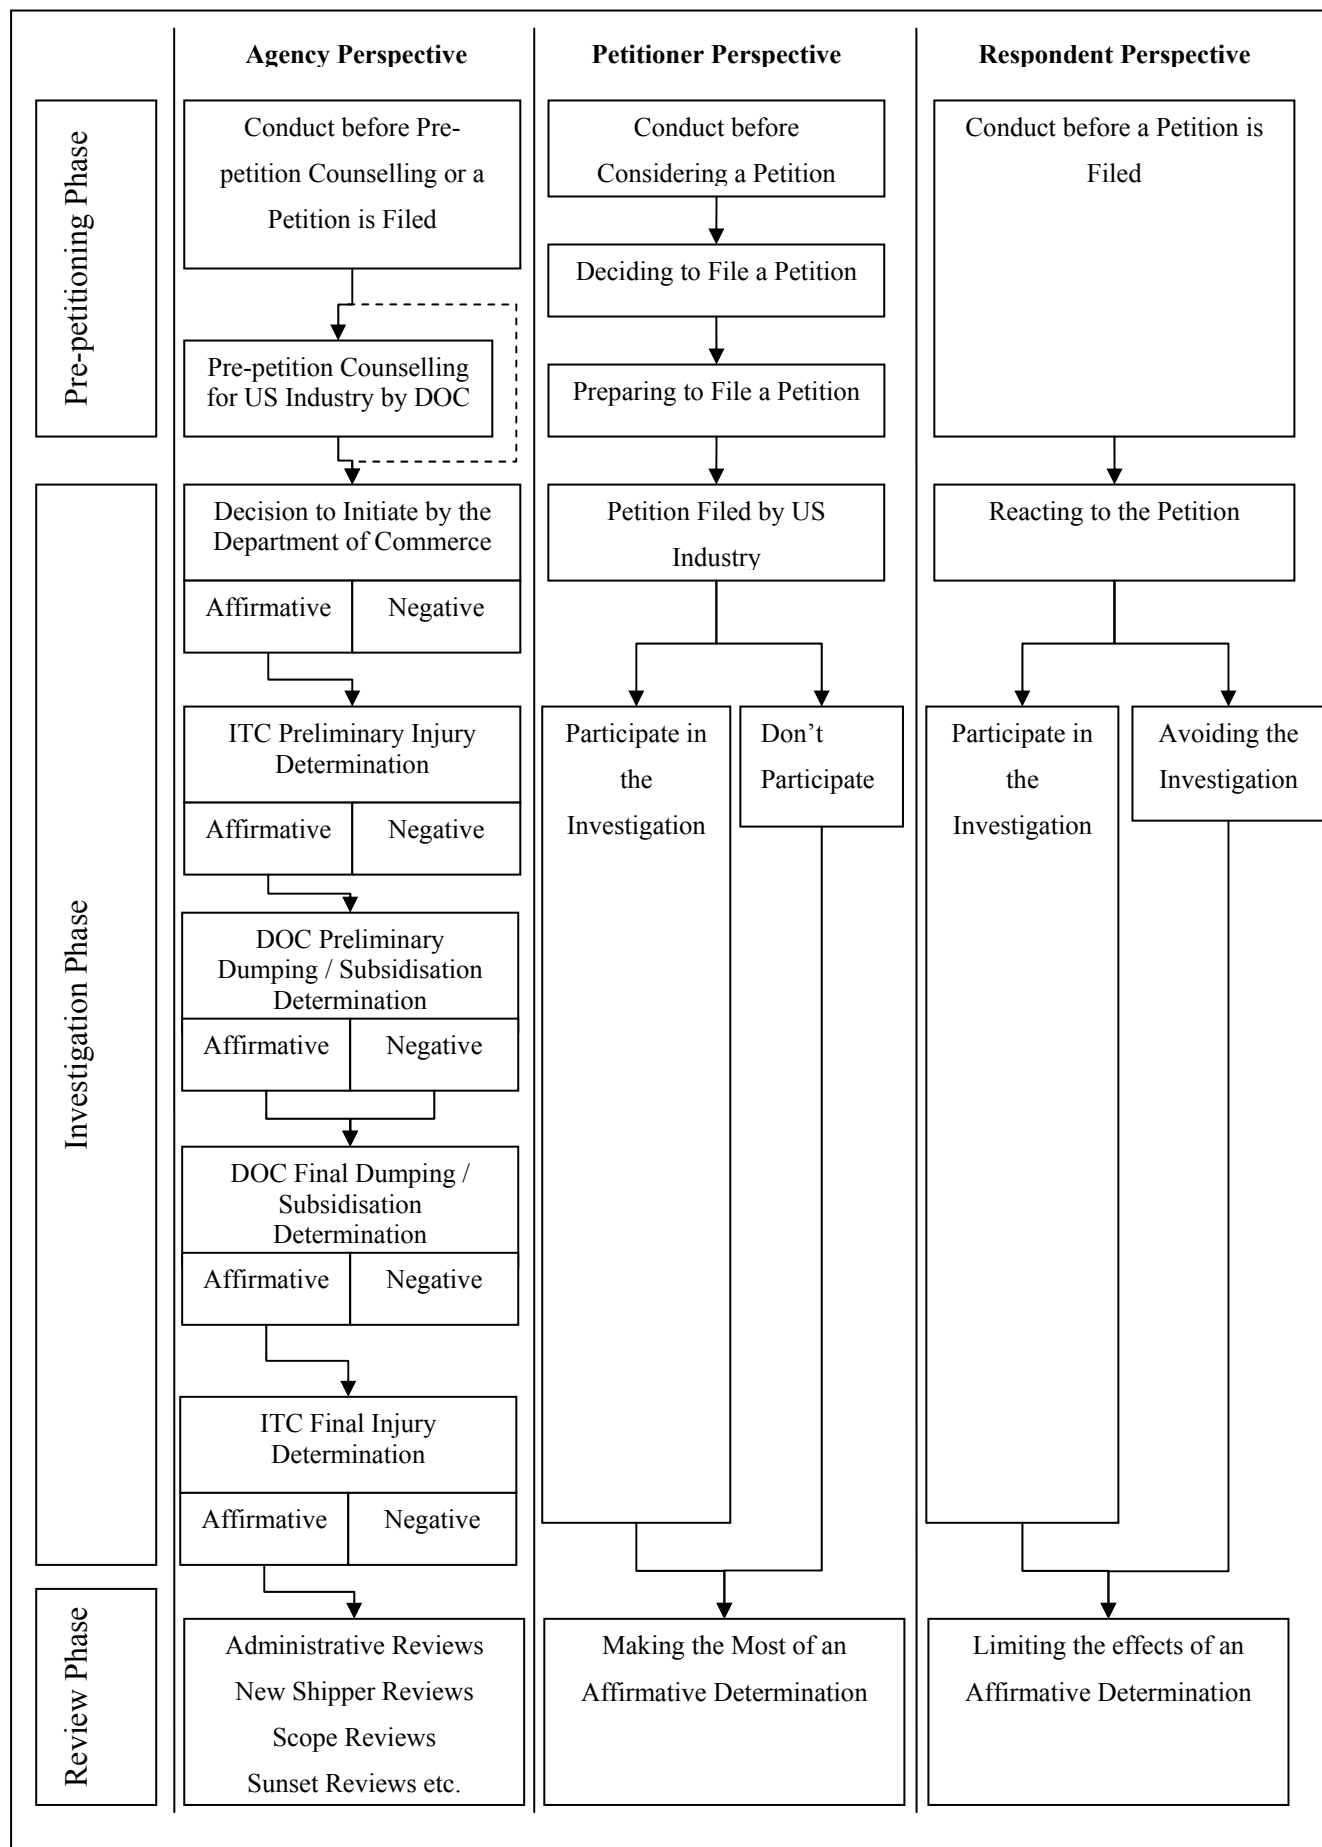 Agency Perspective
Petitioner Perspective
Respondent Perspective
Pre-petitioning Phase
Conduct before Pre-
petition Counselling or a
Petition is Filed
Pre-petition Counselling
for US Industry by DOC
Conduct before
Considering a Petition
Deciding to File a Petition
Preparing to File a Petition
Conduct before a Petition is
Filed
Investigation Phase
Decision to Initiate by the
Department of Commerce
Affirmative
Negative
ITC Preliminary Injury
Determination
Affirmative
Negative
DOC Preliminary
Dumping / Subsidisation
Determination
Affirmative
Negative
DOC Final Dumping /
Subsidisation
Determination
Affirmative
Negative
ITC Final Injury
Determination
Affirmative
Negative
Petition Filed by US
Industry
Participate in
the
Investigation
Don’t
Participate
Reacting to the Petition
Participate in
the
Investigation
Avoiding the
Investigation
Review Phase
Administrative Reviews
New Shipper Reviews
Scope Reviews
Sunset Reviews etc.
Making the Most of an
Affirmative Determination
Limiting the effects of an
Affirmative Determination